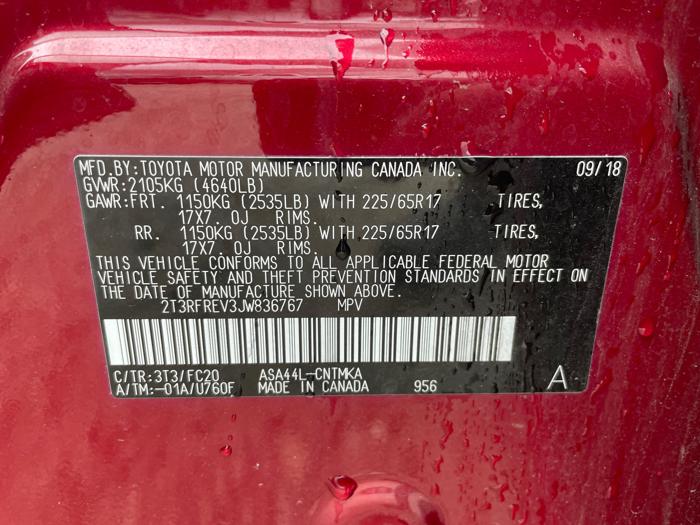 MFD.BY:TOYOTA MOTOR MANUFACTURING CANADA INC. 09/18
GVWR:2105KG (4640LB)
GAWR:FRT. 1150KG (2535LB) WITH 225/65R17 TIRES,
17X7.0J RIMS.
RR. 1150KG (2535LB) WITH 225/65R17 TIRES,
17X7.0J RIMS.
THIS VEHICLE CONFORMS TO ALL APPLICABLE FEDERAL MOTOR
VEHICLE SAFETY AND THEFT PREVENTION STANDARDS IN EFFECT ON
THE DATE OF MANUFACTURE SHOWN ABOVE.
2T3RFREV3JW836767 MPV
C/TR:3T3/FC20 ASA44L-CNTMKA
A/TM:-01A/U760F MADE IN CANADA 956 A